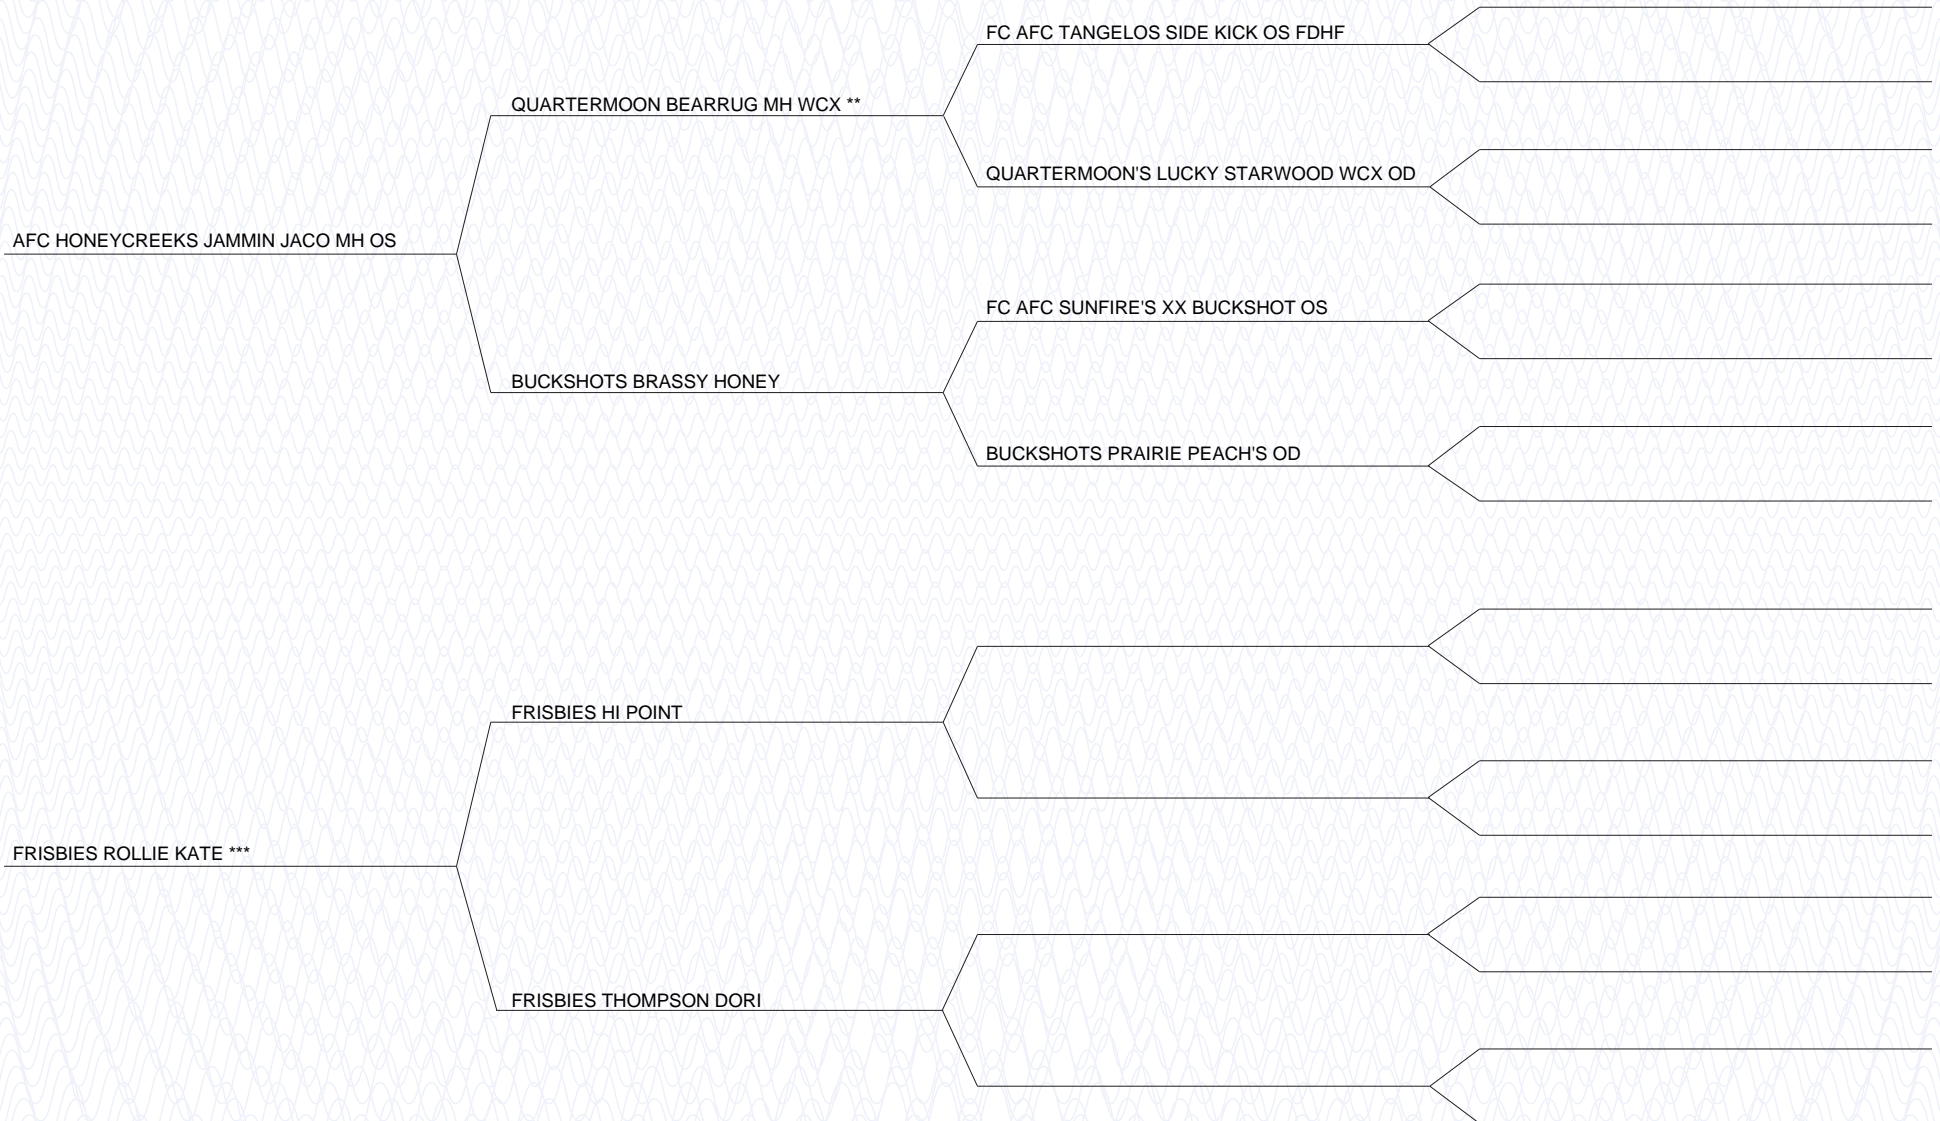 FC AFC TANGELOS SIDE KICK OS FDHF
QUARTERMOON BEARRUG MH WCX **
QUARTERMOON'S LUCKY STARWOOD WCX OD
AFC HONEYCREEKS JAMMIN JACO MH OS
FC AFC SUNFIRE'S XX BUCKSHOT OS
BUCKSHOTS BRASSY HONEY
BUCKSHOTS PRAIRIE PEACH'S OD
FRISBIES HI POINT
FRISBIES ROLLIE KATE ***
FRISBIES THOMPSON DORI